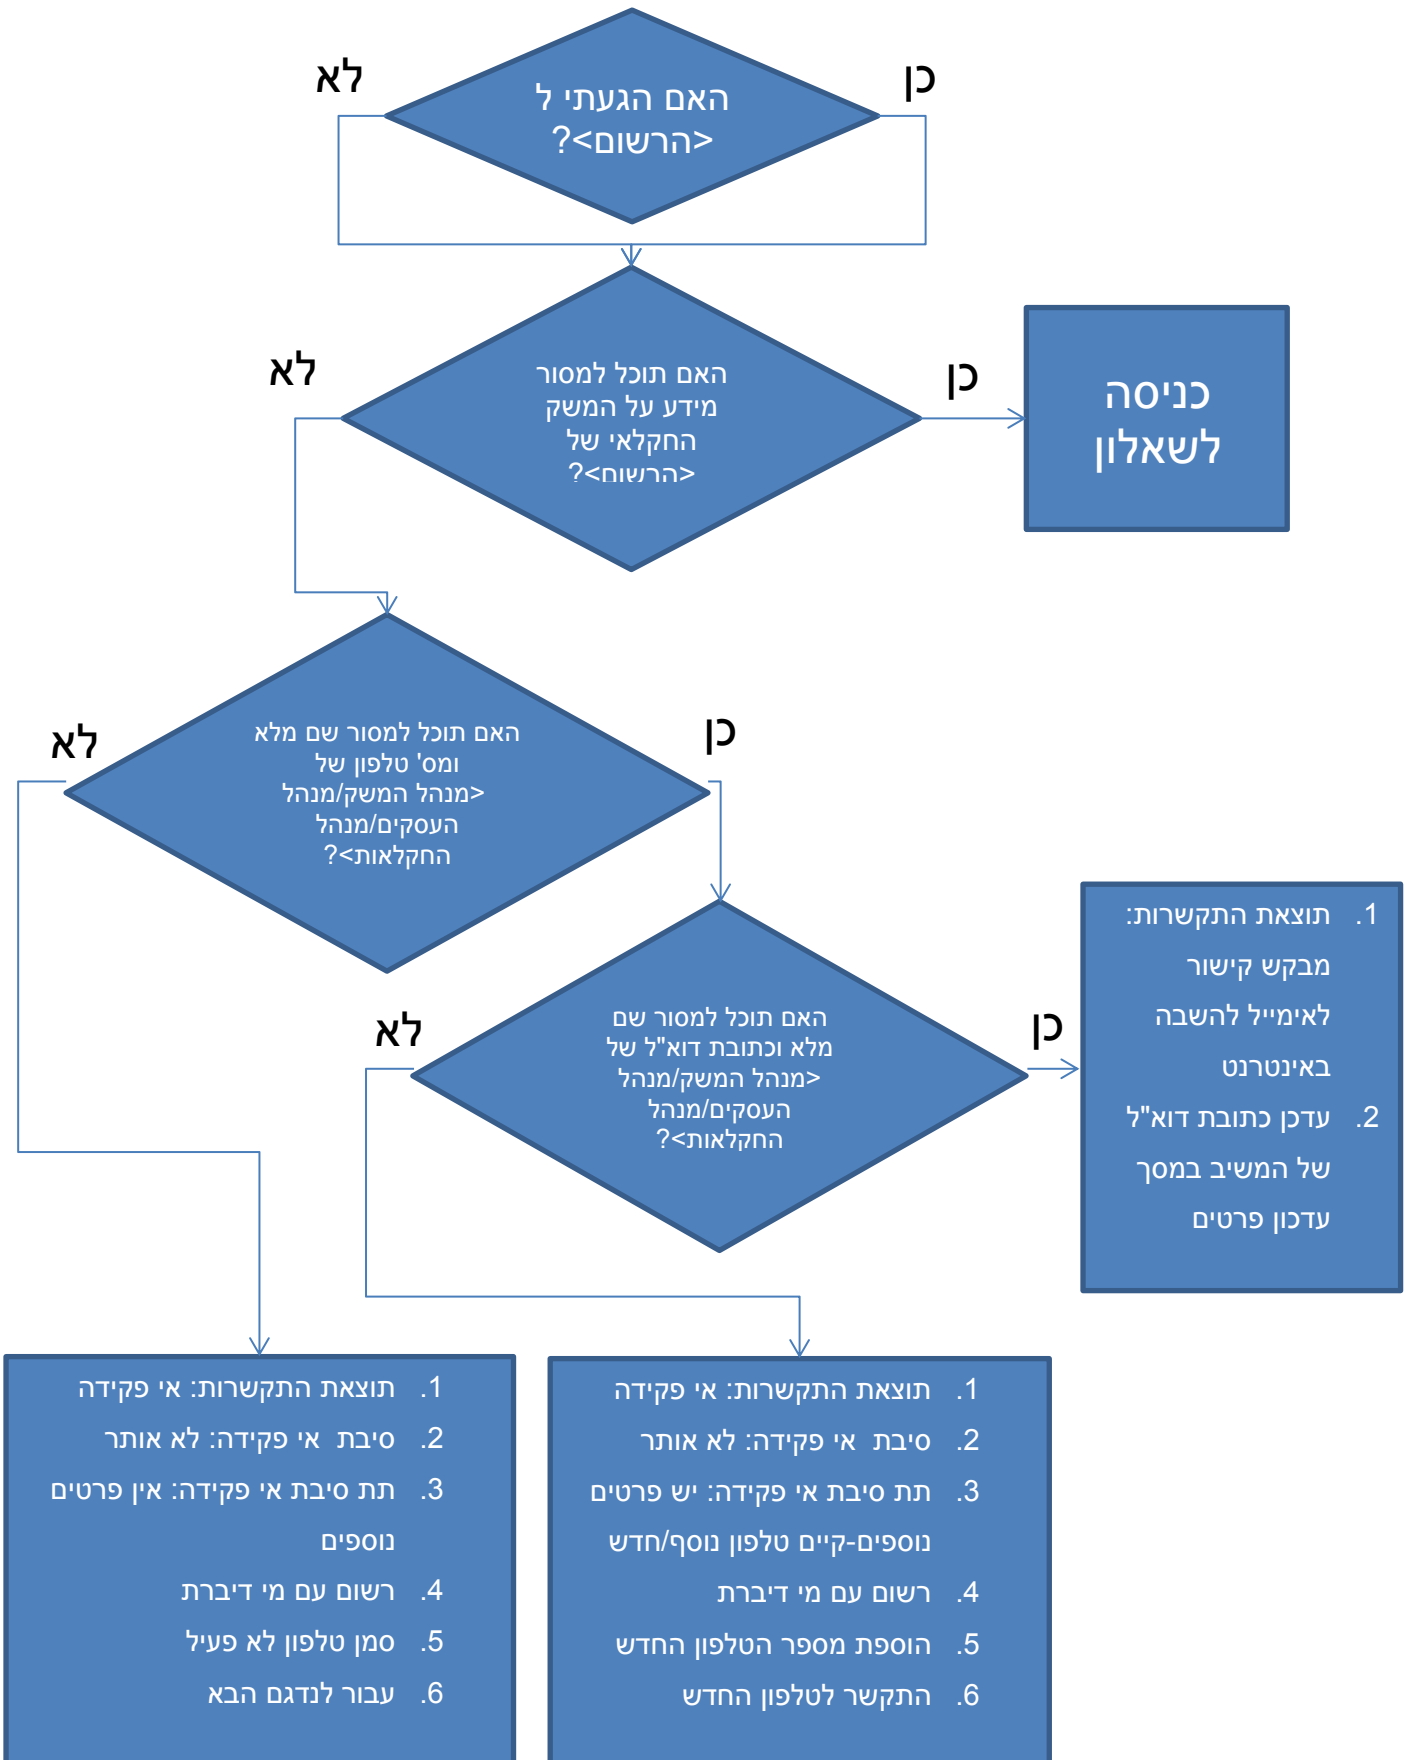 לא
כן
האם הגעתי ל
<הרשום>?
לא
כן
האם תוכל למסור
מידע על המשק
החקלאי של
<הרשום>?
כניסה
לשאלון
לא
כן
האם תוכל למסור שם מלא
ומס' טלפון של
<מנהל המשק/מנהל
העסקים/מנהל
החקלאות>?
לא
כן
האם תוכל למסור שם
מלא וכתובת דוא"ל של
<מנהל המשק/מנהל
העסקים/מנהל
החקלאות>?
1. תוצאת התקשרות:
מבקש קישור
לאימייל להשבה
באינטרנט
2. עדכן כתובת דוא"ל
של המשיב במסך
עדכון פרטים
1. תוצאת התקשרות: אי פקידה
2. סיבת אי פקידה: לא אותר
3. תת סיבת אי פקידה: יש פרטים
נוספים-קיים טלפון נוסף/חדש
4. רשום עם מי דיברת
5. הוספת מספר הטלפון החדש
6. התקשר לטלפון החדש
1. תוצאת התקשרות: אי פקידה
2. סיבת אי פקידה: לא אותר
3. תת סיבת אי פקידה: אין פרטים
נוספים
4. רשום עם מי דיברת
5. סמן טלפון לא פעיל
6. עבור לנדגם הבא